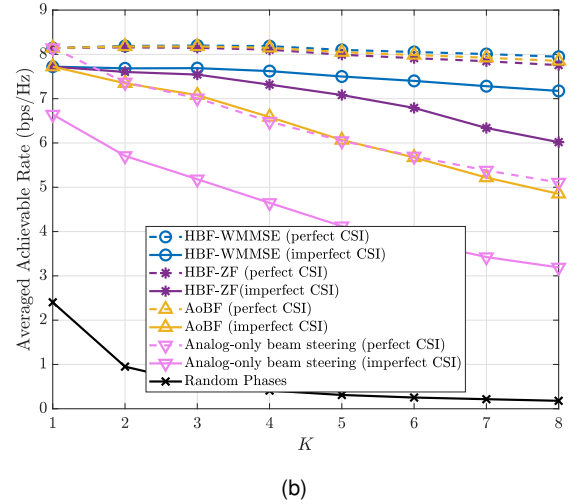 9
8
7
6
5
4
3
2
1
0
Averaged Achievable Rate (bps/Hz)
HBF-WMMSE (perfect CSI)
HBF-WMMSE (imperfect CSI)
HBF-ZF (perfect CSI)
HBF-ZF(imperfect CSI)
AoBF (perfect CSI)
AoBF (imperfect CSI)
Analog-only beam steering (perfect CSI)
Analog-only beam steering (imperfect CSI)
Random Phases
1 2 3 4 5 6 7 8
K
(b)